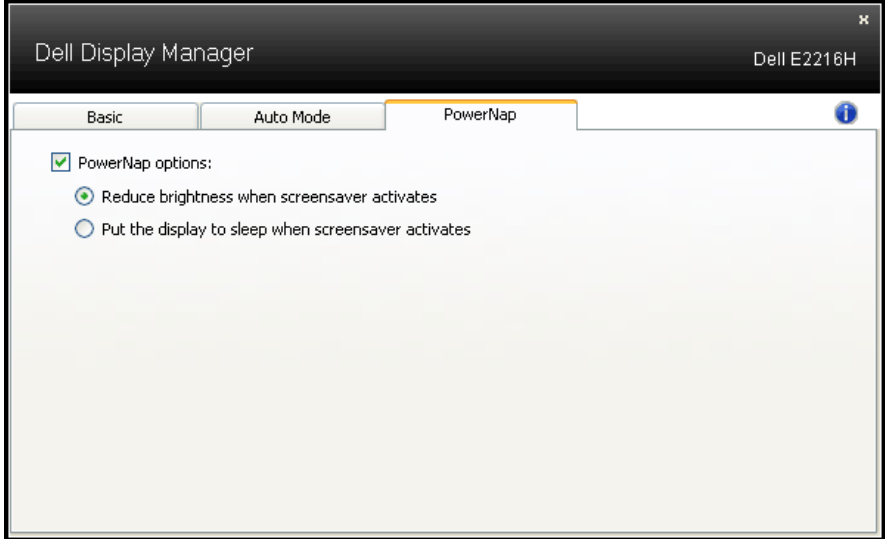 Dell Display Manager
Dell E2216H
Basic
Auto Mode
PowerNap
PowerNap options:
Reduce brightness when screensaver activates
Put the display to sleep when screensaver activates